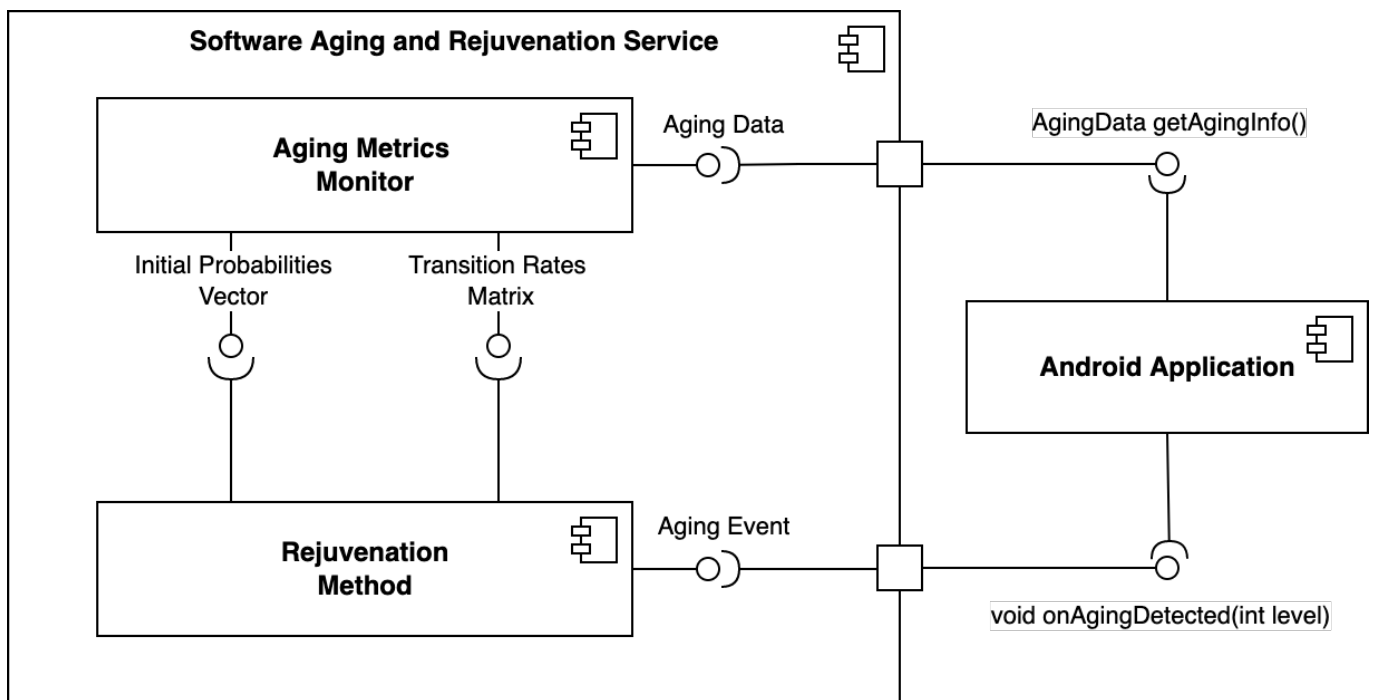 Software Aging and Rejuvenation Service
Aging Metrics
Monitor
Aging Data
AgingData getAgingInfo()
Initial Probabilities
Vector
Transition Rates
Matrix
Android Application
Rejuvenation
Method
Aging Event
void onAgingDetected(int level)